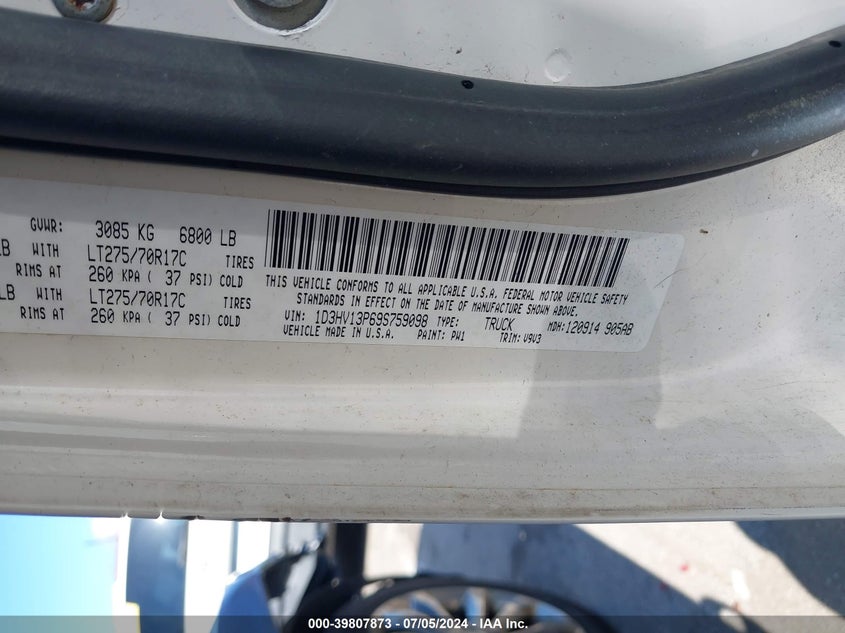 GVWR: 3085 KG 6800 LB
LB WITH LT275/70R17C TIRES
RIMS AT 260 KPA ( 37 PSI) COLD
LB WITH LT275/70R17C TIRES
RIMS AT 260 KPA ( 37 PSI) COLD
THIS VEHICLE CONFORMS TO ALL APPLICABLE U.S.A. FEDERAL MOTOR VEHICLE SAFETY
STANDARDS IN EFFECT ON THE DATE OF MANUFACTURE SHOWN ABOVE.
VIN: 1D3HV13P69S759098 TYPE: TRUCK MDH:120914 905AB
VEHICLE MADE IN U.S.A. PAINT: PW1 TRIM: V9V3
000-39807873 | 07/05/2024 - © IAA Inc.